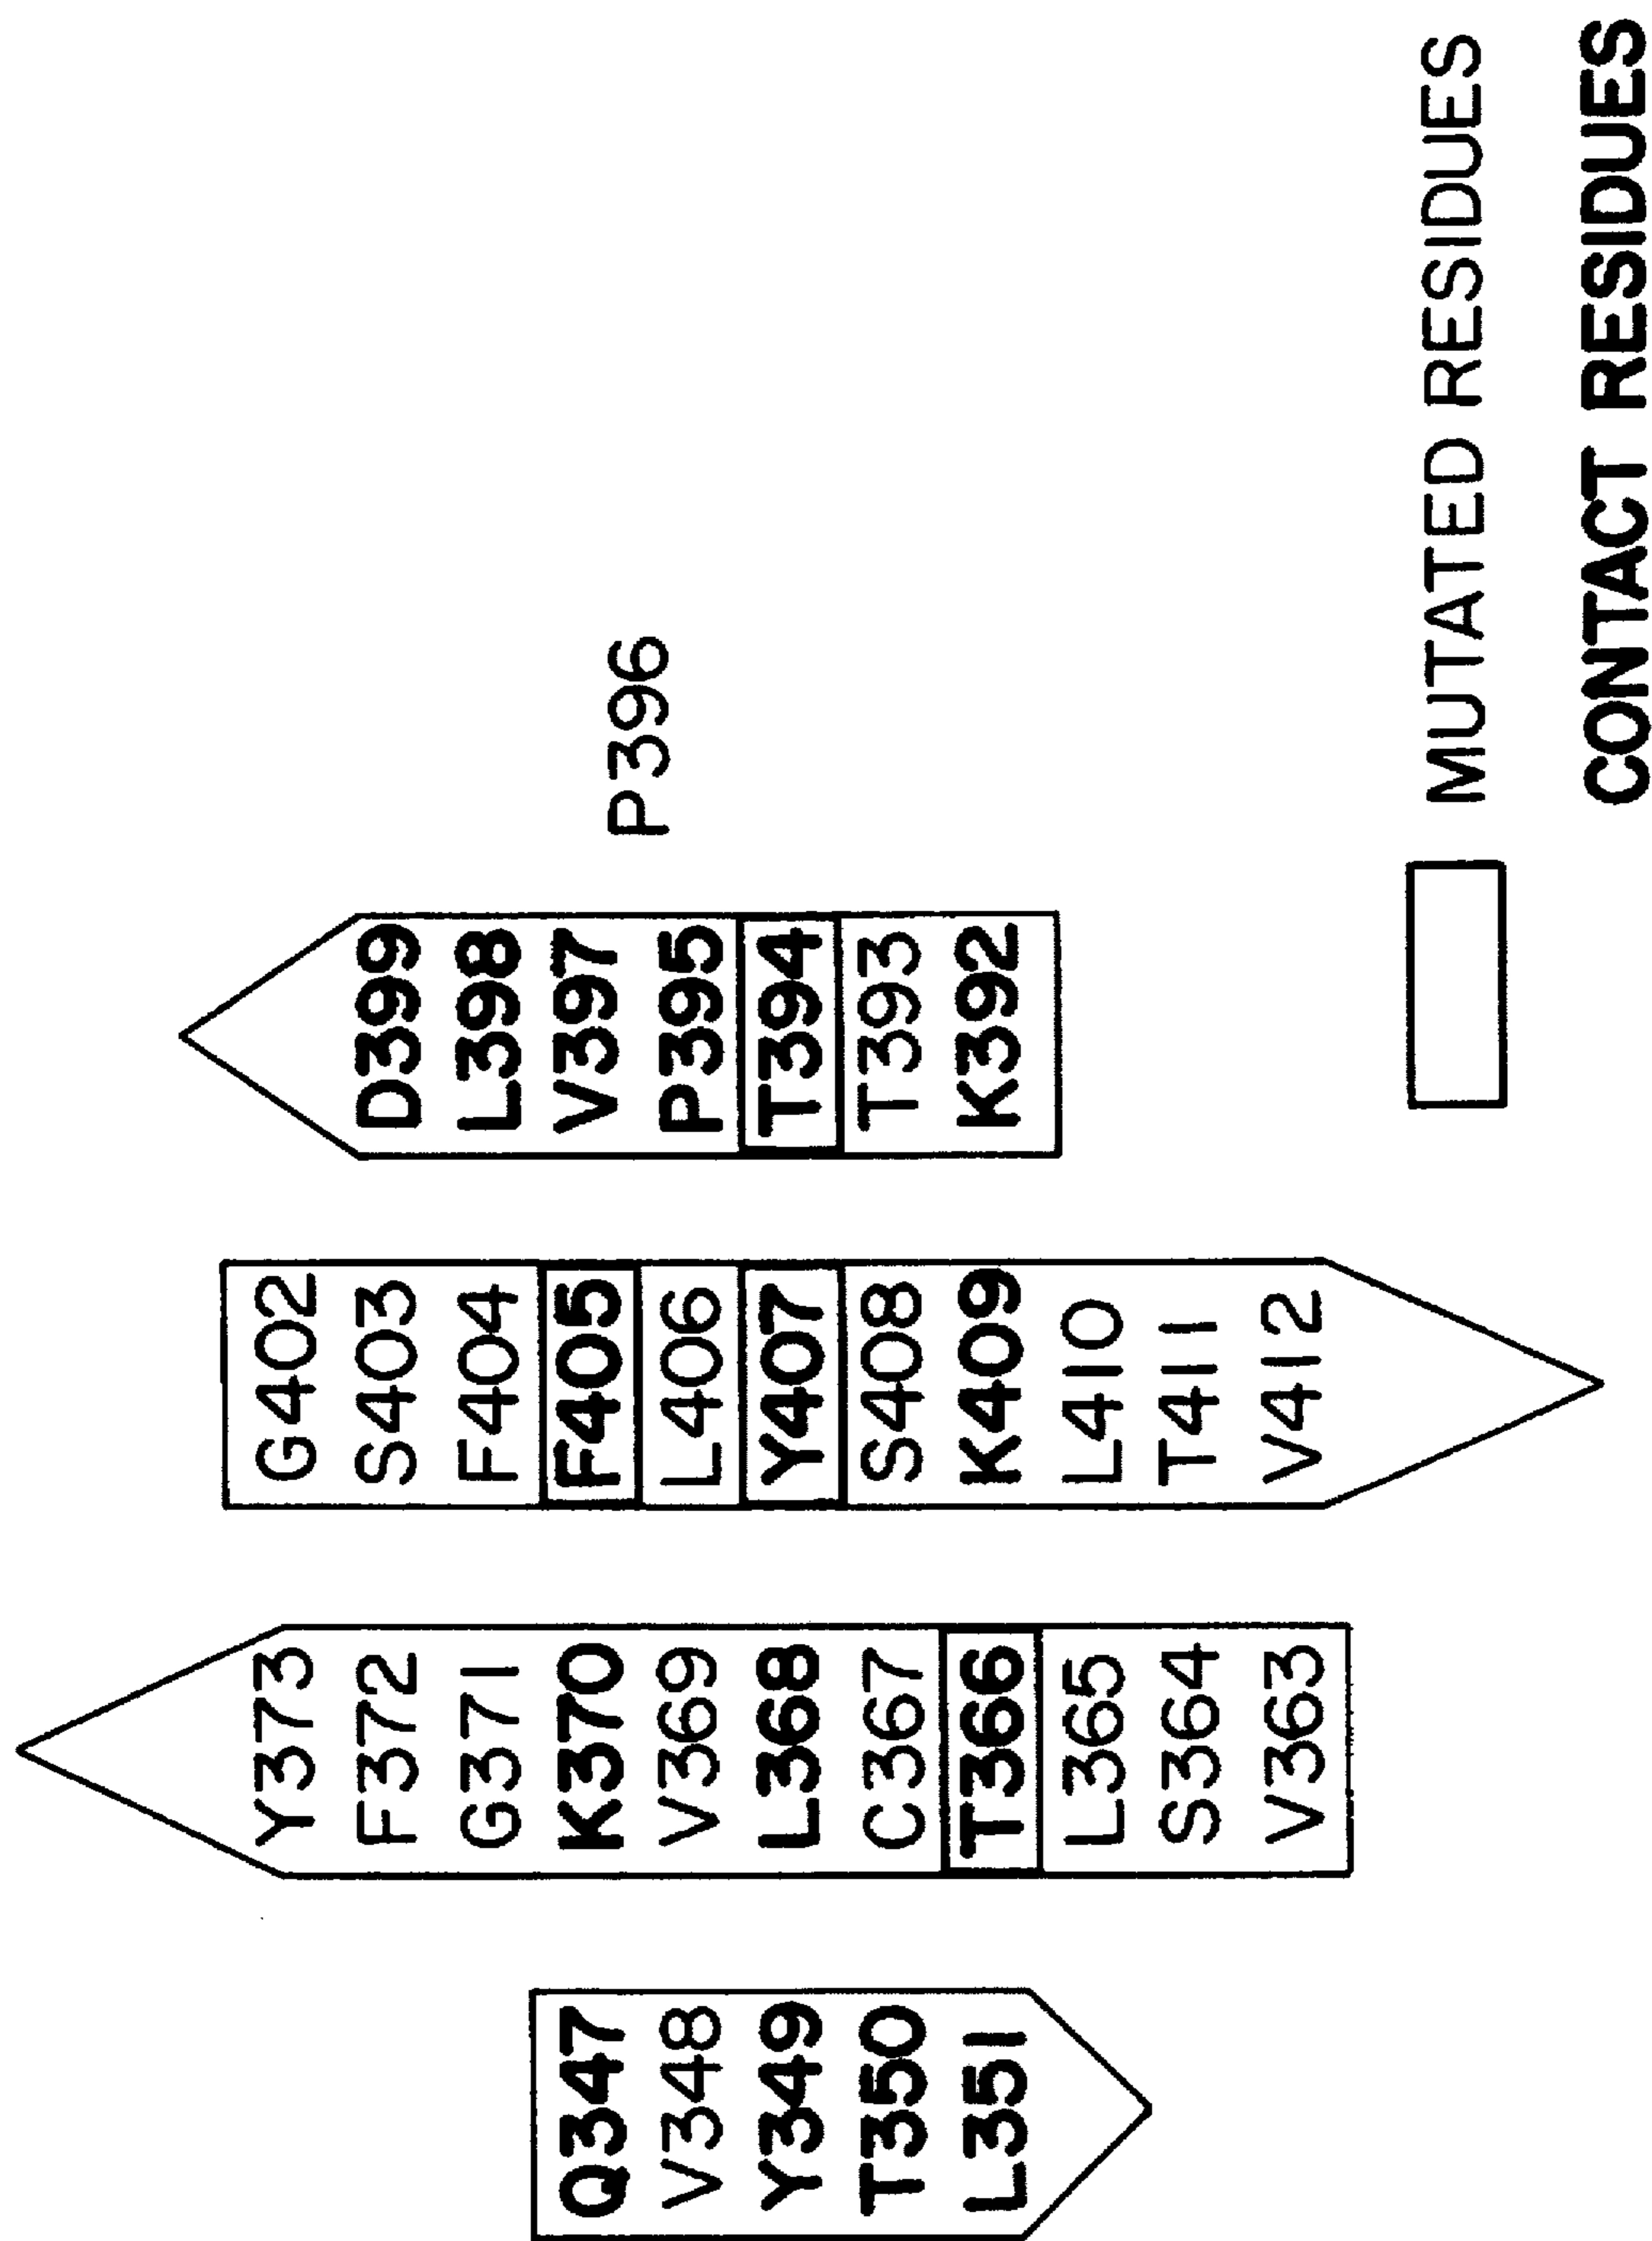 Q347
V348
Y349
T350
L351
Y373
F372
G371
K370
V369
L368
C367
T366
L365
S364
V363
G402
S403
F404
F405
L406
Y407
S408
K409
L410
T411
V412
D399
L398
V397
P395
T394
T393
K392
P396
MUTATED RESIDUES
CONTACT RESIDUES